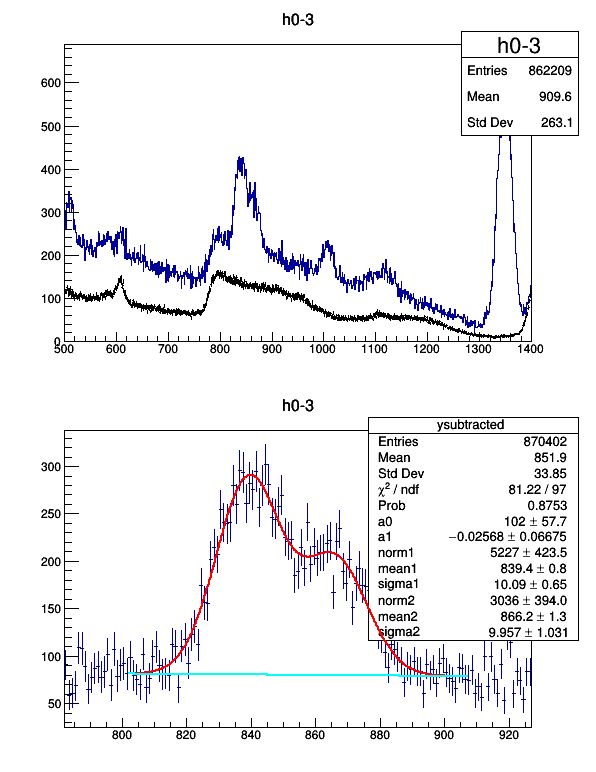 h0-3
h0-3
Entries 862209
Mean 909.6
Std Dev 263.1
600
500
400
300
200
100
0
500 600 700 800 900 1000 1100 1200 1300 1400
h0-3
ysubtracted
Entries 870402
Mean 851.9
Std Dev 33.85
χ² / ndf 81.22 / 97
Prob 0.8753
a0 102 ± 57.7
a1 −0.02568 ± 0.06675
norm1 5227 ± 423.5
mean1 839.4 ± 0.8
sigma1 10.09 ± 0.65
norm2 3036 ± 394.0
mean2 866.2 ± 1.3
sigma2 9.957 ± 1.031
300
250
200
150
100
50
800 820 840 860 880 900 920